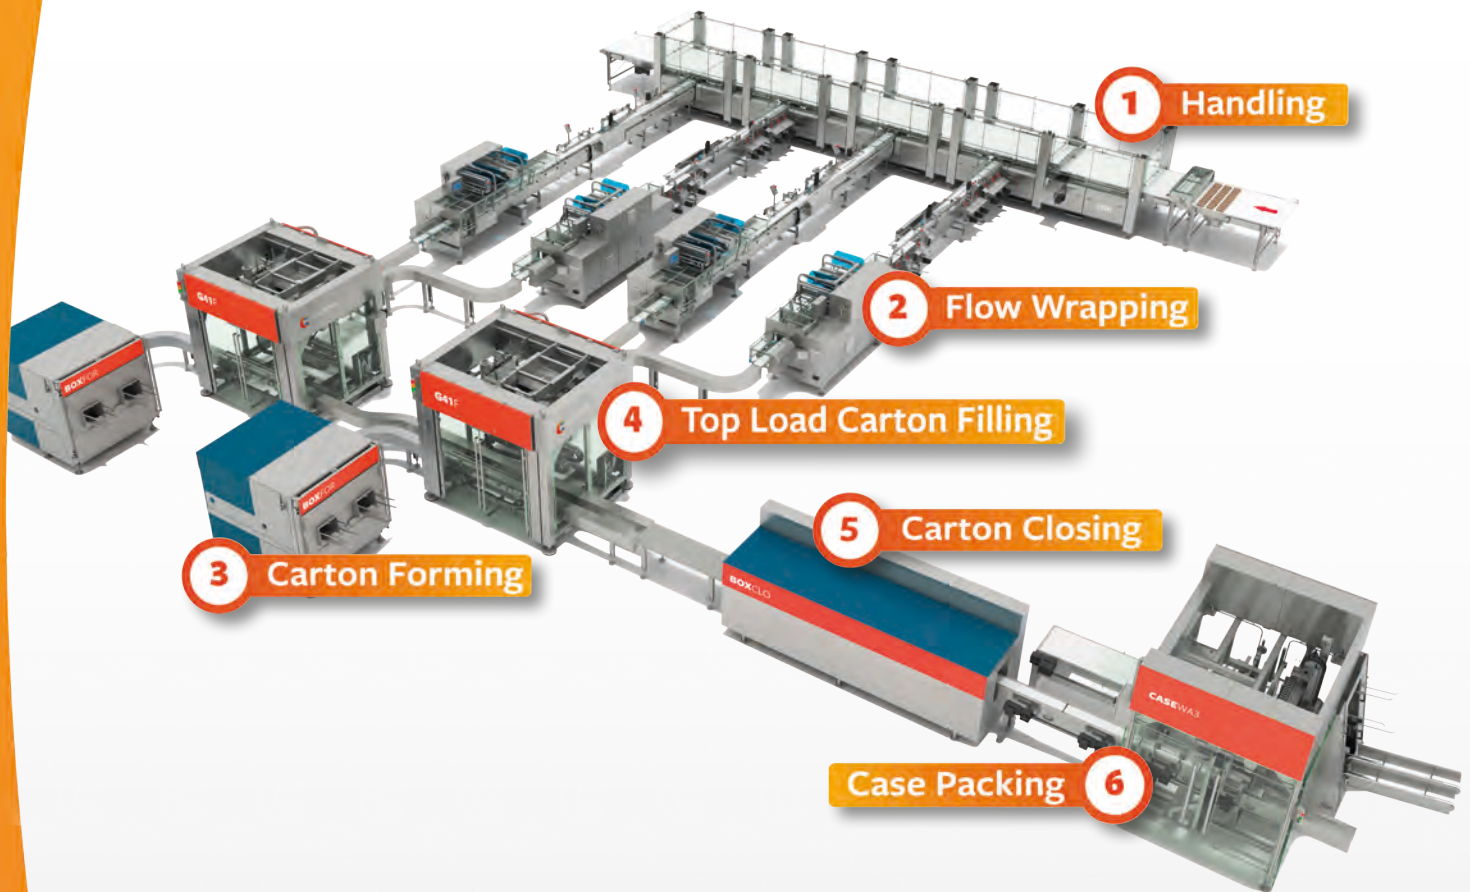 1 Handling
2 Flow Wrapping
G41F
BOXFOR
G41F
4 Top Load Carton Filling
BOXFOR
3 Carton Forming
5 Carton Closing
BOXCLO
CASEWA3
Case Packing 6